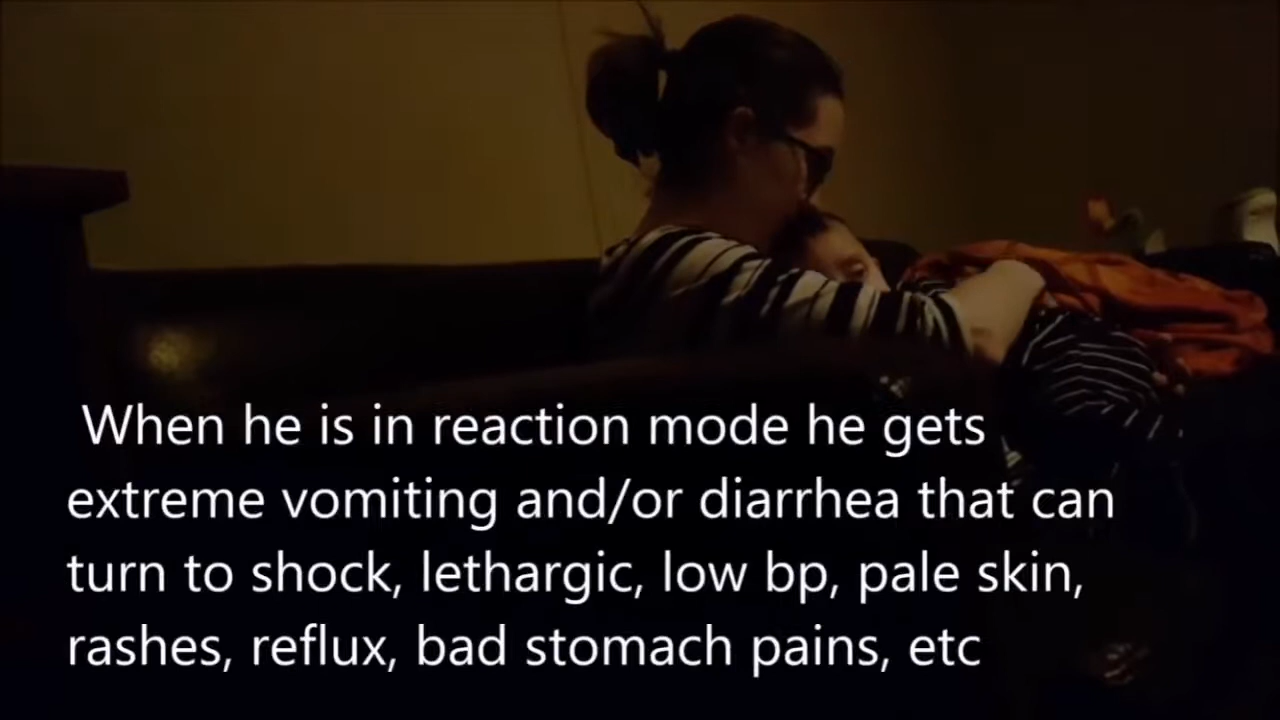 When he is in reaction mode he gets
extreme vomiting and/or diarrhea that can
turn to shock, lethargic, low bp, pale skin,
rashes, reflux, bad stomach pains, etc